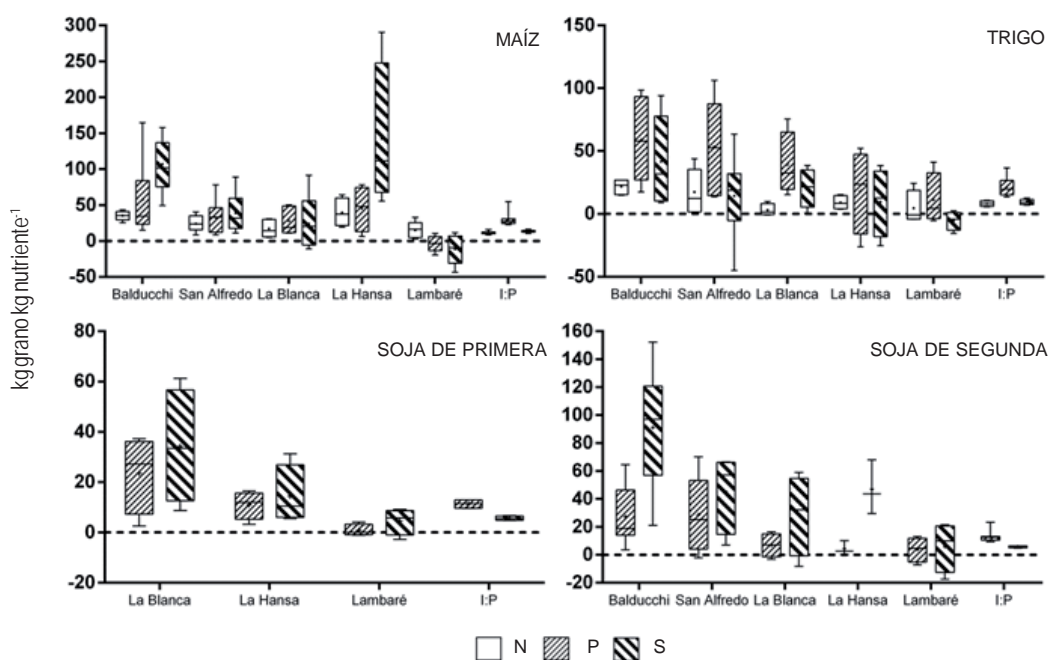 kg grano kg nutriente-1
MAÍZ
300
250
200
150
100
50
0
-50
Balducchi San Alfredo La Blanca La Hansa Lambaré I:P
TRIGO
150
100
50
0
-50
Balducchi San Alfredo La Blanca La Hansa Lambaré I:P
SOJA DE PRIMERA
80
60
40
20
0
-20
La Blanca La Hansa Lambaré I:P
SOJA DE SEGUNDA
160
140
120
100
80
60
40
20
0
-20
Balducchi San Alfredo La Blanca La Hansa Lambaré I:P
N P S